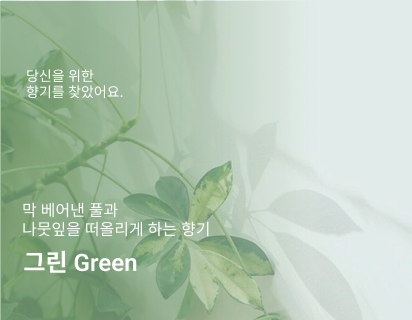 당신을 위한
향기를 찾았어요.
막 베어낸 풀과
나뭇잎을 떠올리게 하는 향기
그린 Green